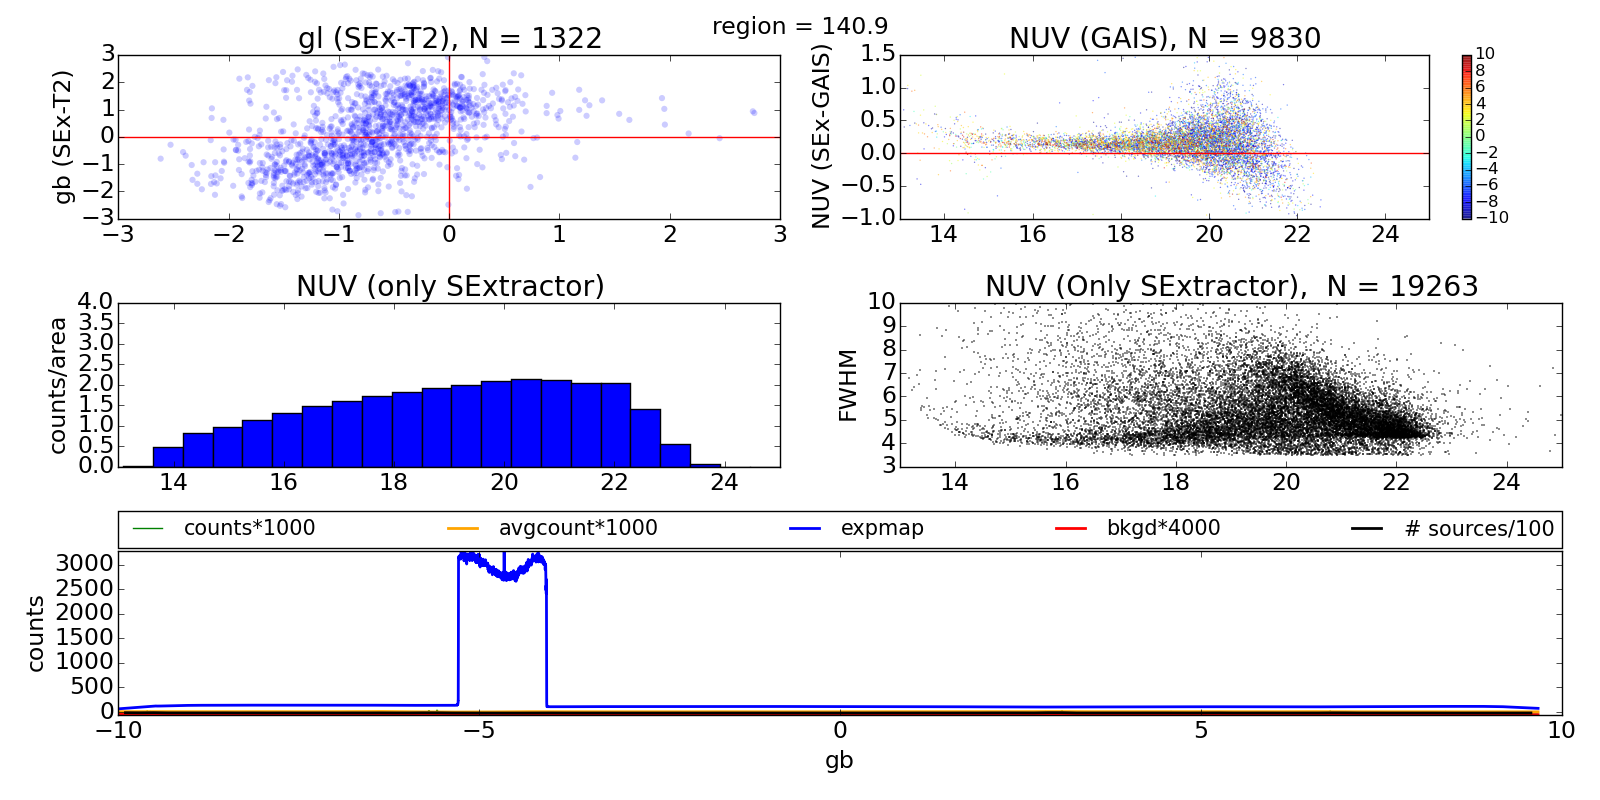 region = 140.9
gl (SEx-T2), N = 1322
gb (SEx-T2)
3
2
1
0
−1
−2
−3
−3 −2 −1 0 1 2 3
NUV (GAIS), N = 9830
NUV (SEx-GAIS)
1.5
1.0
0.5
0.0
−0.5
−1.0
14 16 18 20 22 24
10
8
6
4
2
0
−2
−4
−6
−8
−10
NUV (only SExtractor)
counts/area
4.0
3.5
3.0
2.5
2.0
1.5
1.0
0.5
0.0
14 16 18 20 22 24
NUV (Only SExtractor),  N = 19263
FWHM
10
9
8
7
6
5
4
3
14 16 18 20 22 24
counts*1000 avgcount*1000 expmap bkgd*4000 # sources/100
counts
3000
2500
2000
1500
1000
500
0
−10 −5 0 5 10
gb